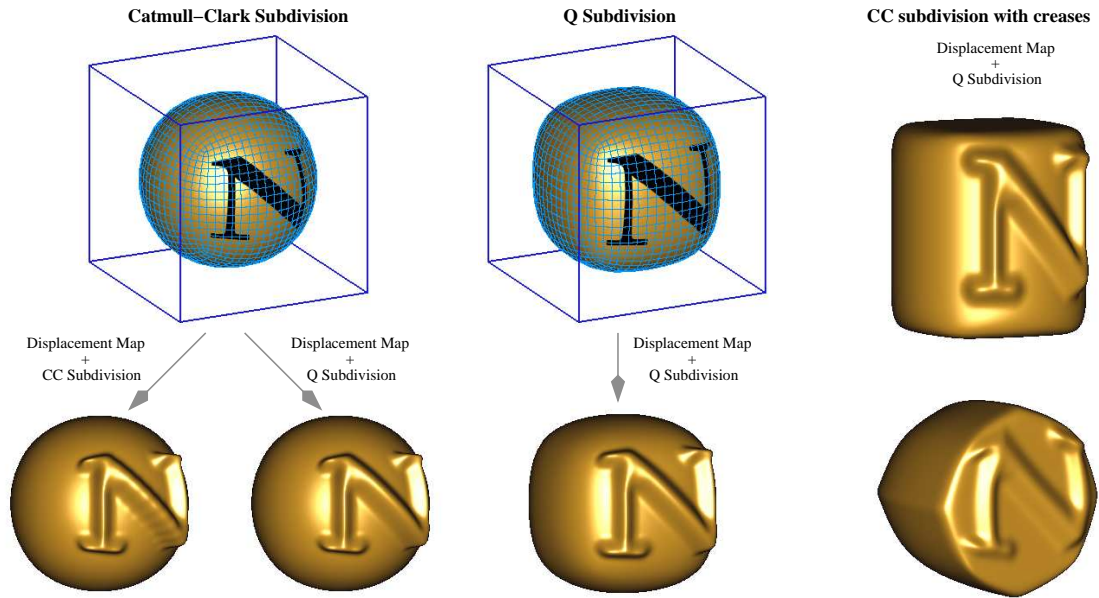 Catmull–Clark Subdivision
Q Subdivision
CC subdivision with creases
Displacement Map
+
Q Subdivision
N
N
N
Displacement Map
+
CC Subdivision
Displacement Map
+
Q Subdivision
Displacement Map
+
Q Subdivision
N
N
N
N